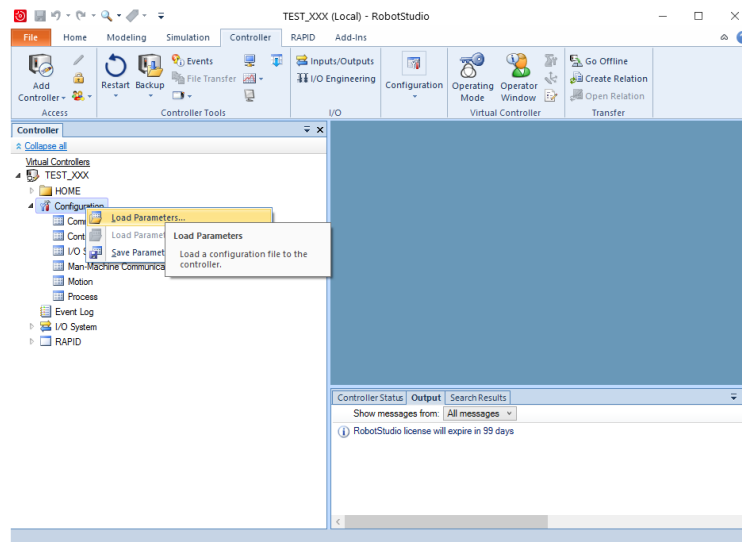 TEST_XXX (Local) - RobotStudio
File Home Modeling Simulation Controller RAPID Add-Ins
Add
Controller
Access
Restart Backup
Events
File Transfer
Controller Tools
Inputs/Outputs
I/O Engineering
I/O
Configuration
Operating
Mode
Operator
Window
Virtual Controller
Go Offline
Create Relation
Open Relation
Transfer
Controller
Collapse all
Virtual Controllers
TEST_XXX
HOME
Configuration
Com
Load Parameters...
Cont
Load Paramet
Load Parameters
I/O S
Save Paramet
Load a configuration file to the
controller.
Man-Machine Communica
Motion
Process
Event Log
I/O System
RAPID
Controller Status Output Search Results
Show messages from: All messages
RobotStudio license will expire in 99 days